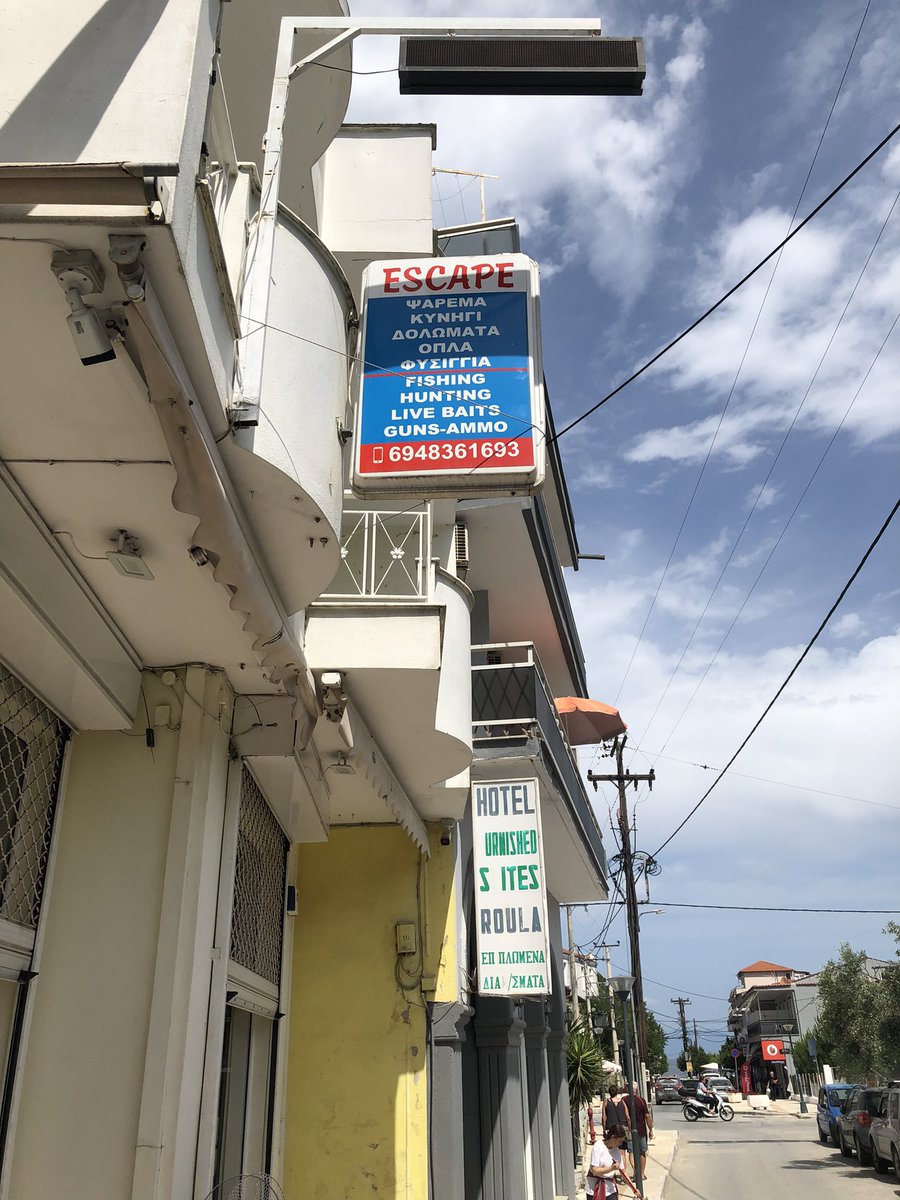 ESCAPE
ΨΑΡΕΜΑ
ΚΥΝΗΓΙ
ΔΟΛΩΜΑΤΑ
ΟΠΛΑ
ΦΥΣΙΓΓΙΑ
FISHING
HUNTING
LIVE BAITS
GUNS-AMMO
6948361693
HOTEL
URNISHED
S ITES
ROULA
ΕΠ ΠΛΩΜΕΝΑ
ΔΙΑ /ΣΜΑΤΑ